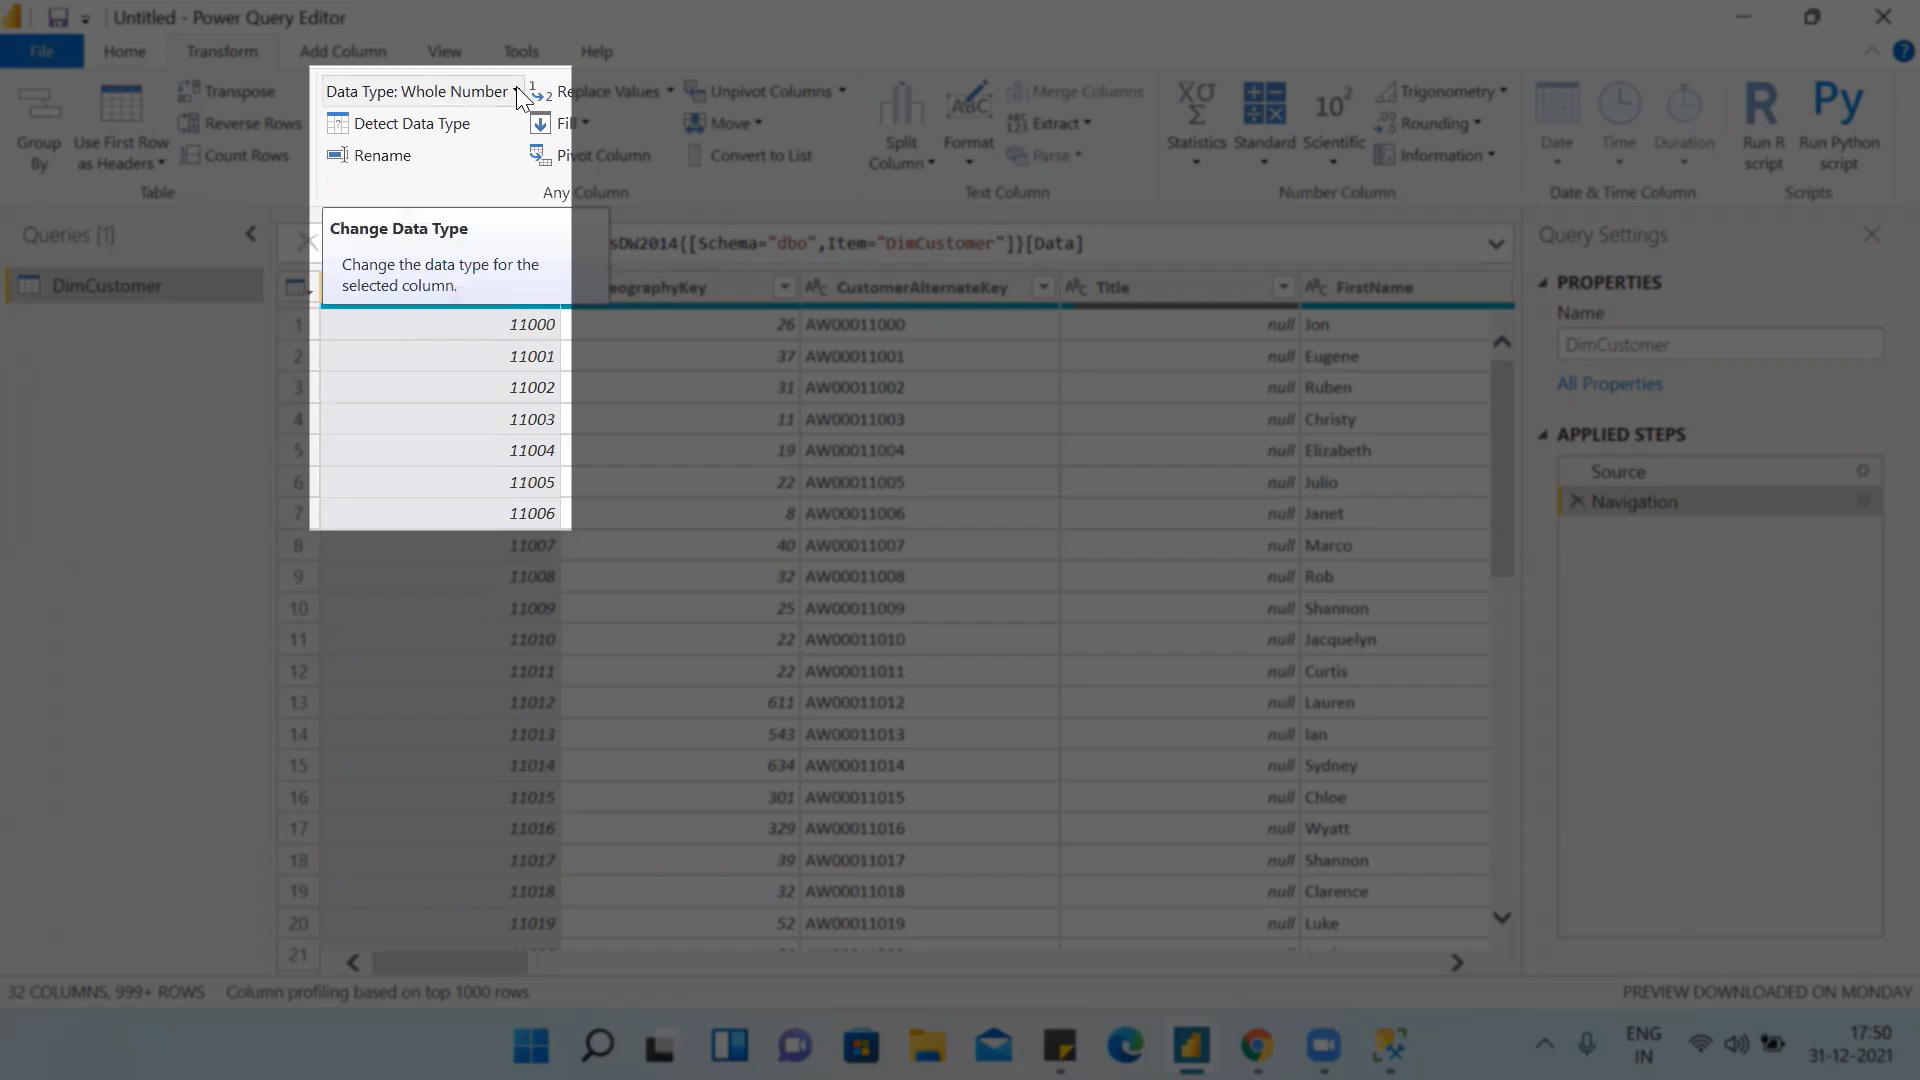 Untitled - Power Query Editor
File Home Transform Add Column View Tools Help
Group By
Use First Row as Headers
Transpose
Reverse Rows
Count Rows
Table
Data Type: Whole Number
Detect Data Type
Rename
1 2 Replace Values
Fill
Pivot Column
Unpivot Columns
Move
Convert to List
Any Column
Split Column
ABC
Format
Merge Columns
ABC 123 Extract
Parse
Text Column
XΣ
Statistics
Standard
10²
Scientific
Trigonometry
.00 Rounding
Information
Number Column
Date
Time
Duration
Date & Time Column
R
Run R script
Py
Run Python script
Scripts
Change Data Type
Change the data type for the
selected column.
Queries [1]
DimCustomer
sDW2014{[Schema="dbo",Item="DimCustomer"]}[Data]
eographyKey ABC CustomerAlternateKey ABC Title ABC FirstName
1 11000 26 AW00011000 null Jon
2 11001 37 AW00011001 null Eugene
3 11002 31 AW00011002 null Ruben
4 11003 11 AW00011003 null Christy
5 11004 19 AW00011004 null Elizabeth
6 11005 22 AW00011005 null Julio
7 11006 8 AW00011006 null Janet
8 11007 40 AW00011007 null Marco
9 11008 32 AW00011008 null Rob
10 11009 25 AW00011009 null Shannon
11 11010 22 AW00011010 null Jacquelyn
12 11011 22 AW00011011 null Curtis
13 11012 611 AW00011012 null Lauren
14 11013 543 AW00011013 null Ian
15 11014 634 AW00011014 null Sydney
16 11015 301 AW00011015 null Chloe
17 11016 329 AW00011016 null Wyatt
18 11017 39 AW00011017 null Shannon
19 11018 32 AW00011018 null Clarence
20 11019 52 AW00011019 null Luke
21
Query Settings
PROPERTIES
Name
DimCustomer
All Properties
APPLIED STEPS
Source
Navigation
32 COLUMNS, 999+ ROWS Column profiling based on top 1000 rows
PREVIEW DOWNLOADED ON MONDAY
ENG
IN
17:50
31-12-2021